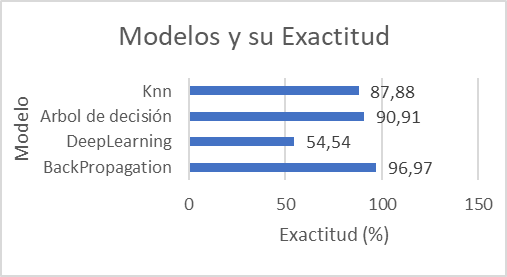 Modelos y su Exactitud
Modelo
Knn 87,88
Arbol de decisión 90,91
DeepLearning 54,54
BackPropagation 96,97
0 50 100 150
Exactitud (%)